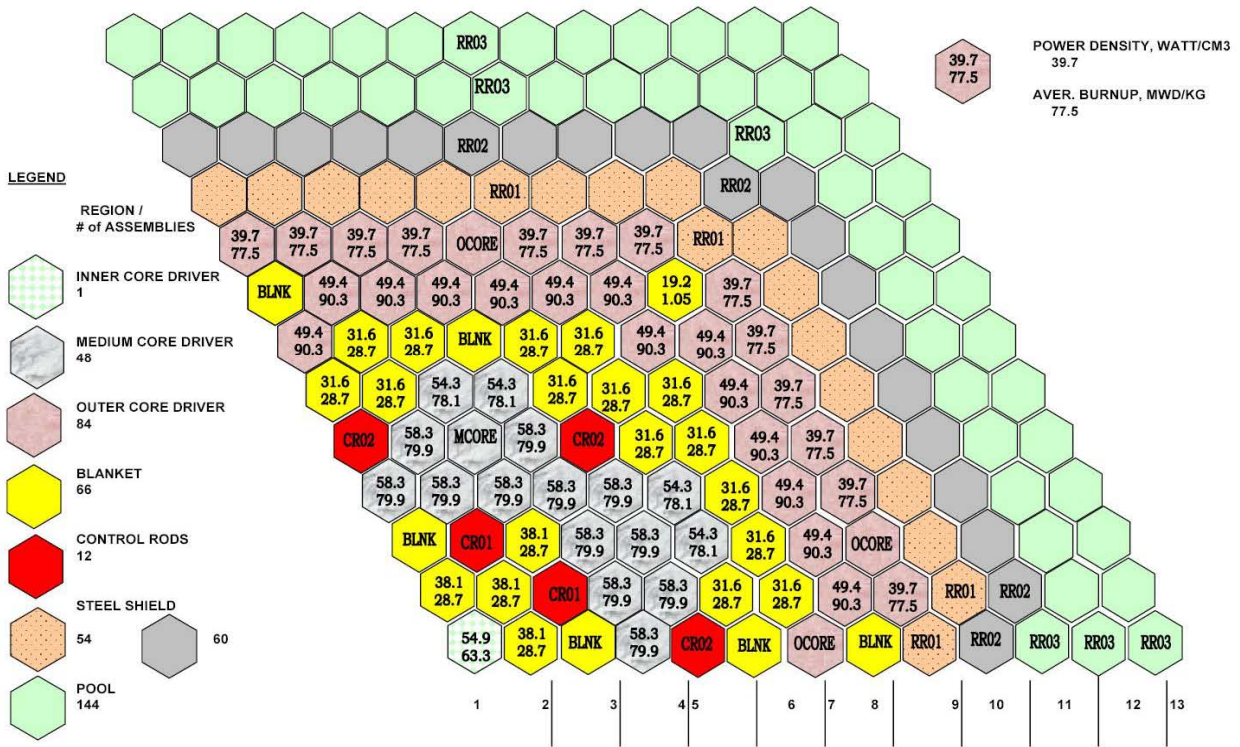 RR03
RR03
RR02 RR03
RR01 RR02
39.7 39.7 39.7 39.7 OCORE 39.7 39.7 39.7 RR01
77.5 77.5 77.5 77.5 77.5 77.5 77.5
BLNK 49.4 49.4 49.4 49.4 49.4 49.4 19.2 39.7
90.3 90.3 90.3 90.3 90.3 90.3 1.05 77.5
49.4 31.6 31.6 BLNK 31.6 31.6 49.4 49.4 39.7
90.3 28.7 28.7 28.7 28.7 90.3 90.3 77.5
31.6 31.6 54.3 54.3 31.6 31.6 31.6 49.4 39.7
28.7 28.7 78.1 78.1 28.7 28.7 28.7 90.3 77.5
CR02 58.3 MCORE 58.3 CR02 31.6 31.6 49.4 39.7
79.9 79.9 28.7 28.7 90.3 77.5
58.3 58.3 58.3 58.3 58.3 54.3 31.6 49.4 39.7
79.9 79.9 79.9 79.9 79.9 78.1 28.7 90.3 77.5
BLNK CR01 38.1 58.3 58.3 54.3 31.6 49.4 OCORE
28.7 79.9 79.9 78.1 28.7 90.3
38.1 38.1 CR01 58.3 58.3 31.6 31.6 49.4 39.7 RR01 RR02
28.7 28.7 79.9 79.9 28.7 28.7 90.3 77.5
54.9 38.1 BLNK 58.3 CR02 BLNK OCORE BLNK RR01 RR02 RR03 RR03 RR03
63.3 28.7 79.9
1 2 3 4 5 6 7 8 9 10 11 12 13
39.7
77.5
POWER DENSITY, WATT/CM3
39.7
AVER. BURNUP, MWD/KG
77.5
LEGEND
REGION /
# of ASSEMBLIES
INNER CORE DRIVER
1
MEDIUM CORE DRIVER
48
OUTER CORE DRIVER
84
BLANKET
66
CONTROL RODS
12
STEEL SHIELD
54 60
POOL
144